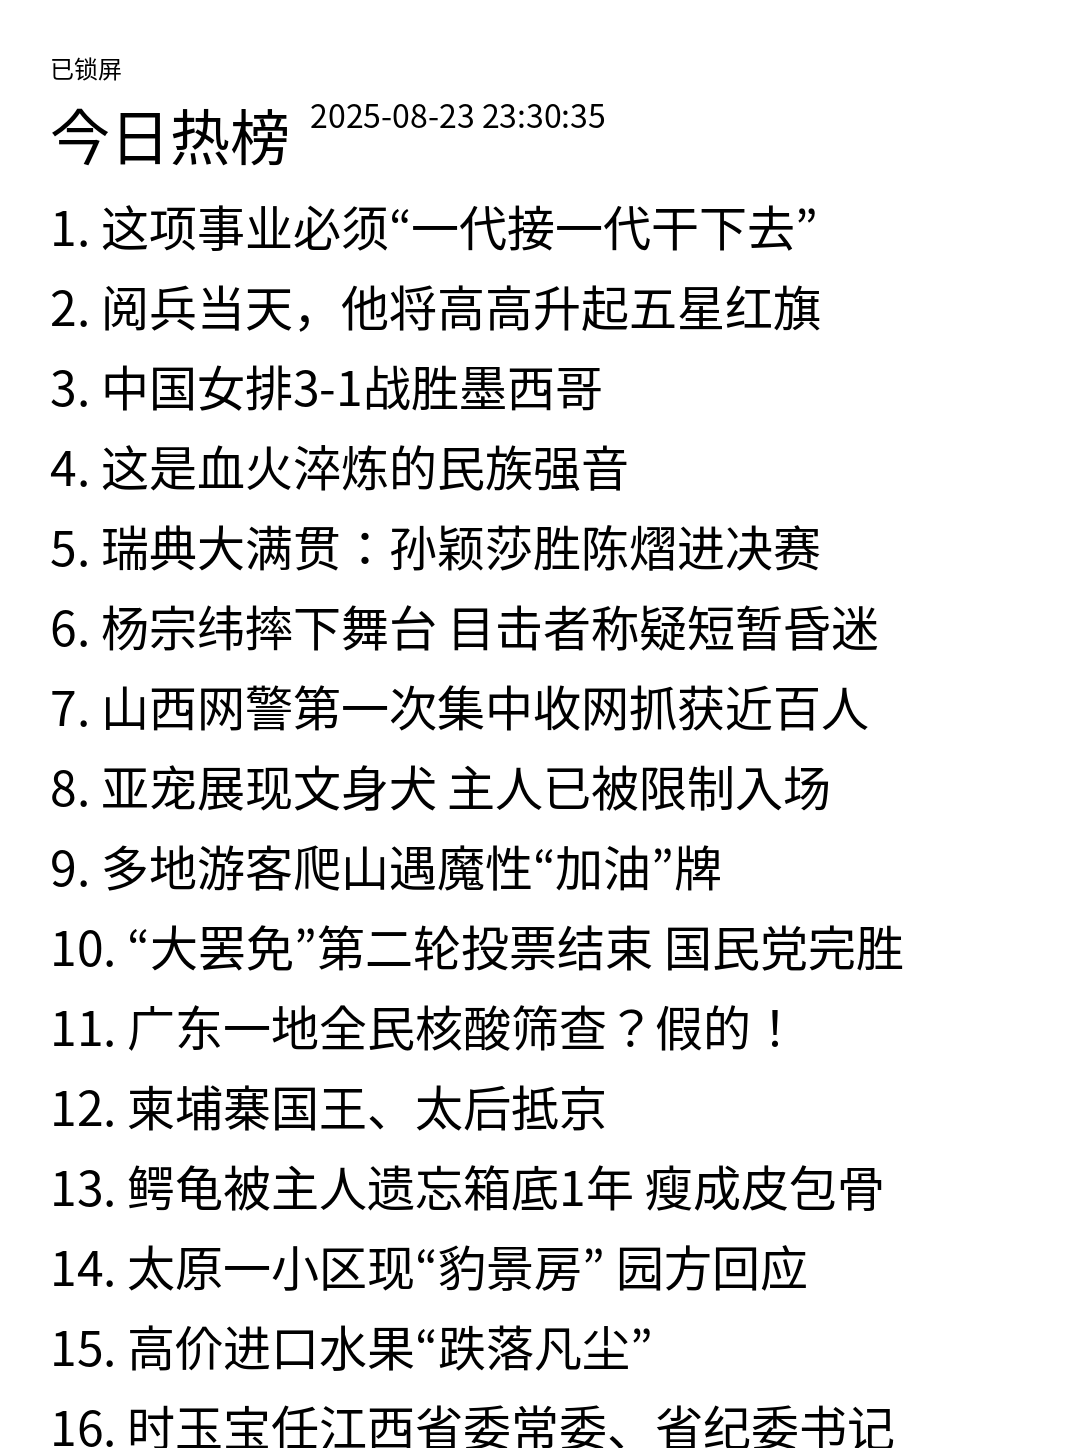 已锁屏
今日热榜 2025-08-23 23:30:35
1. 这项事业必须“一代接一代干下去”
2. 阅兵当天，他将高高升起五星红旗
3. 中国女排3-1战胜墨西哥
4. 这是血火淬炼的民族强音
5. 瑞典大满贯：孙颖莎胜陈熠进决赛
6. 杨宗纬摔下舞台 目击者称疑短暂昏迷
7. 山西网警第一次集中收网抓获近百人
8. 亚宠展现文身犬 主人已被限制入场
9. 多地游客爬山遇魔性“加油”牌
10. “大罢免”第二轮投票结束 国民党完胜
11. 广东一地全民核酸筛查？假的！
12. 柬埔寨国王、太后抵京
13. 鳄龟被主人遗忘箱底1年 瘦成皮包骨
14. 太原一小区现“豹景房” 园方回应
15. 高价进口水果“跌落凡尘”
16. 时玉宝任江西省委常委、省纪委书记